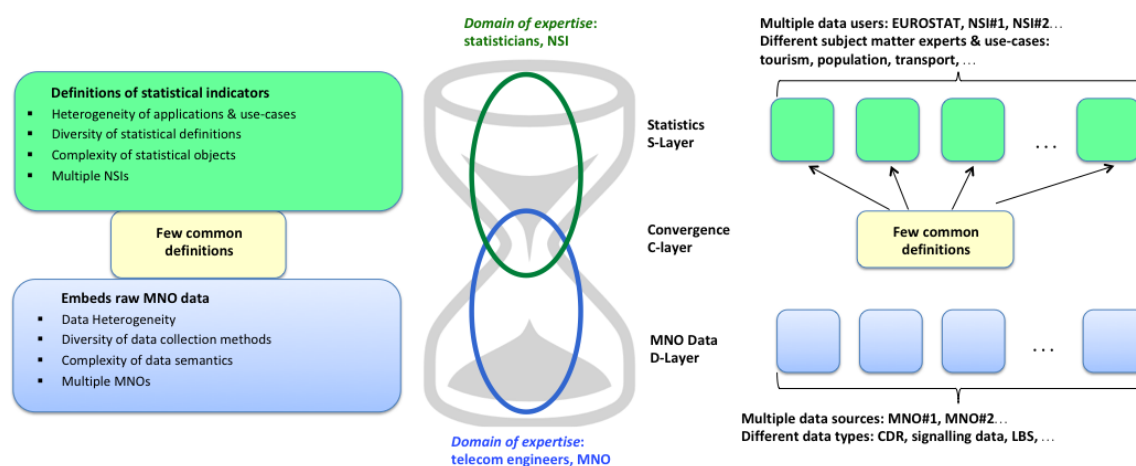 Definitions of statistical indicators
▪ Heterogeneity of applications & use-cases
▪ Diversity of statistical definitions
▪ Complexity of statistical objects
▪ Multiple NSIs
Few common
definitions
Embeds raw MNO data
▪ Data Heterogeneity
▪ Diversity of data collection methods
▪ Complexity of data semantics
▪ Multiple MNOs
Domain of expertise:
statisticians, NSI
Statistics
S-Layer
Convergence
C-layer
MNO Data
D-Layer
Domain of expertise:
telecom engineers, MNO
Multiple data users: EUROSTAT, NSI#1, NSI#2...
Different subject matter experts & use-cases:
tourism, population, transport, ...
...
Few common
definitions
...
Multiple data sources: MNO#1, MNO#2...
Different data types: CDR, signalling data, LBS, ...